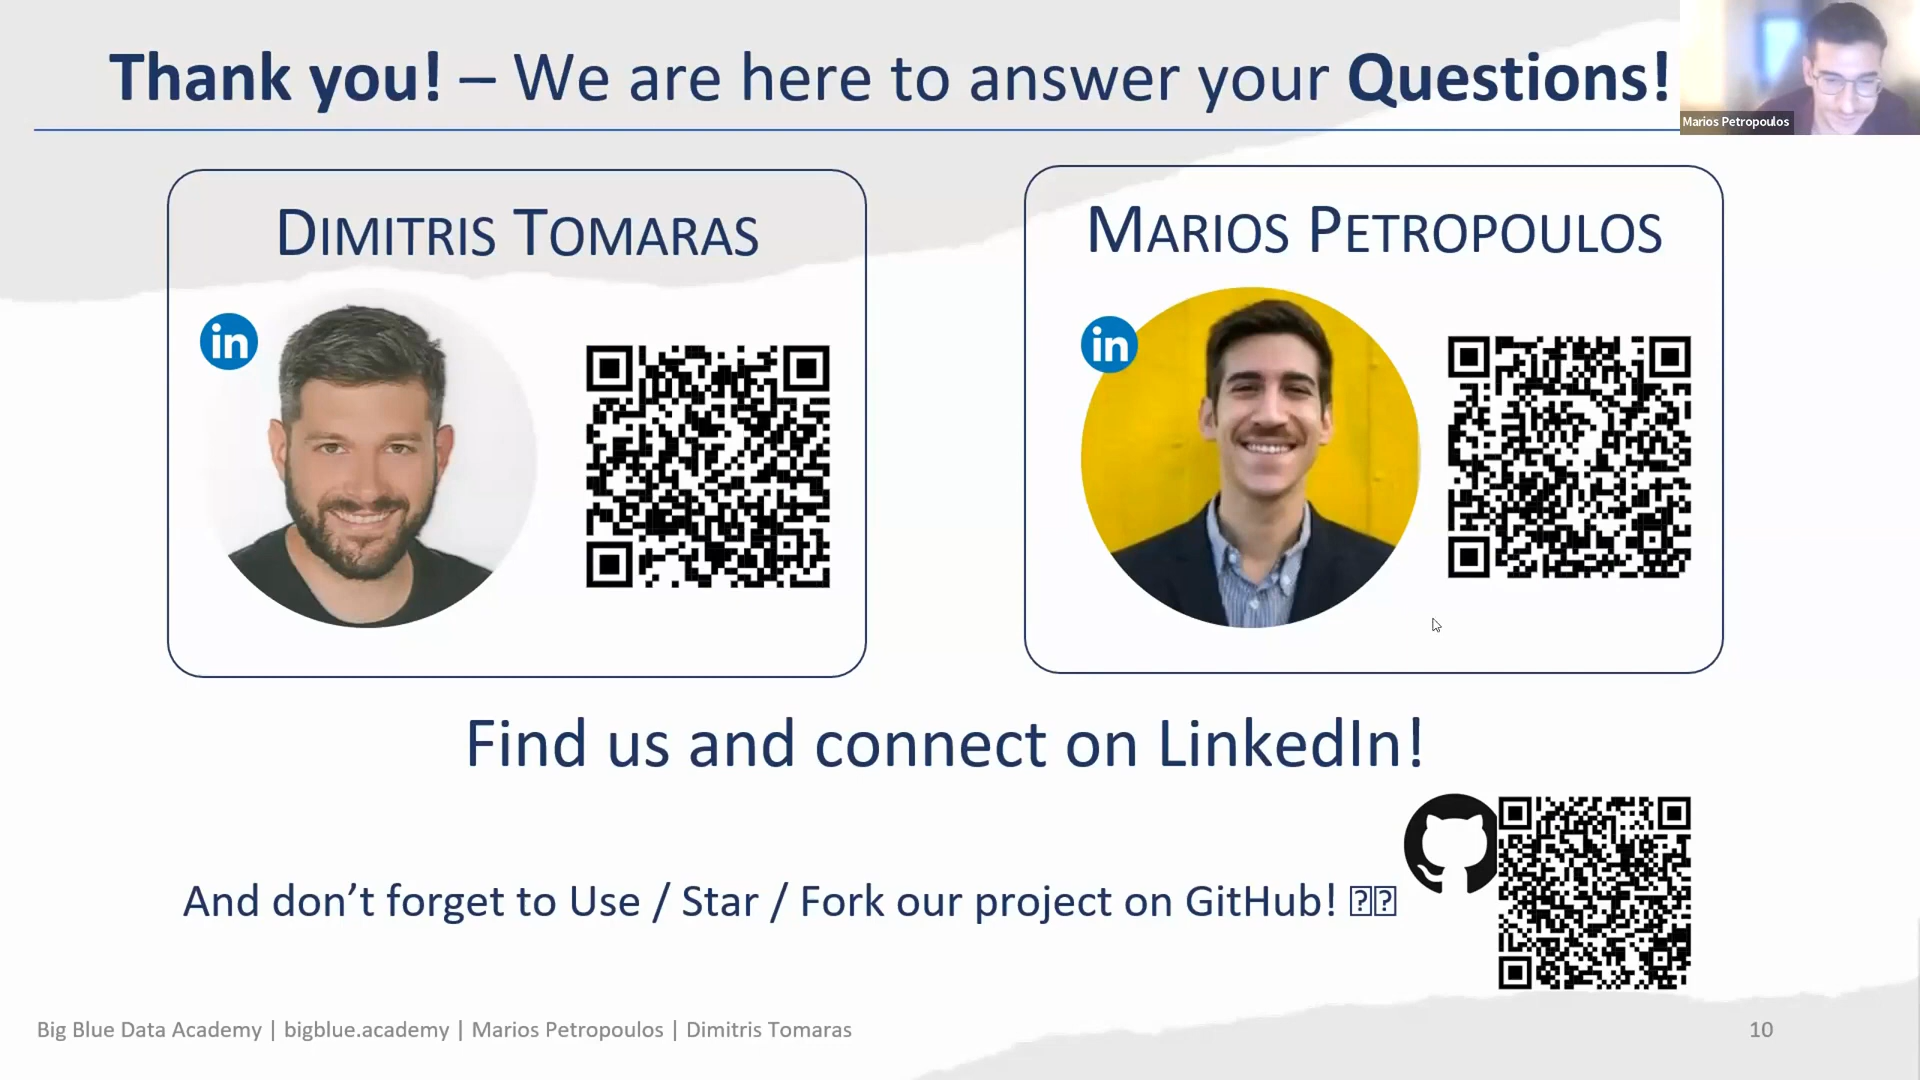 Thank you! – We are here to answer your Questions!
Marios Petropoulos
DIMITRIS TOMARAS
MARIOS PETROPOULOS
in
in
Find us and connect on LinkedIn!
And don’t forget to Use / Star / Fork our project on GitHub!
Big Blue Data Academy | bigblue.academy | Marios Petropoulos | Dimitris Tomaras
10